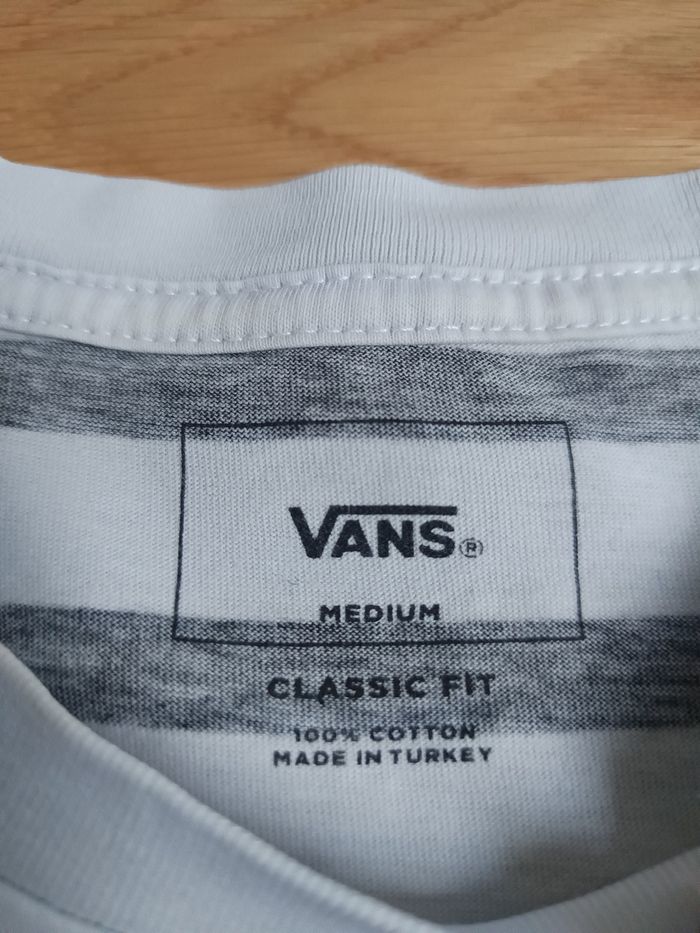 VANS®
MEDIUM
CLASSIC FIT
100% COTTON
MADE IN TURKEY